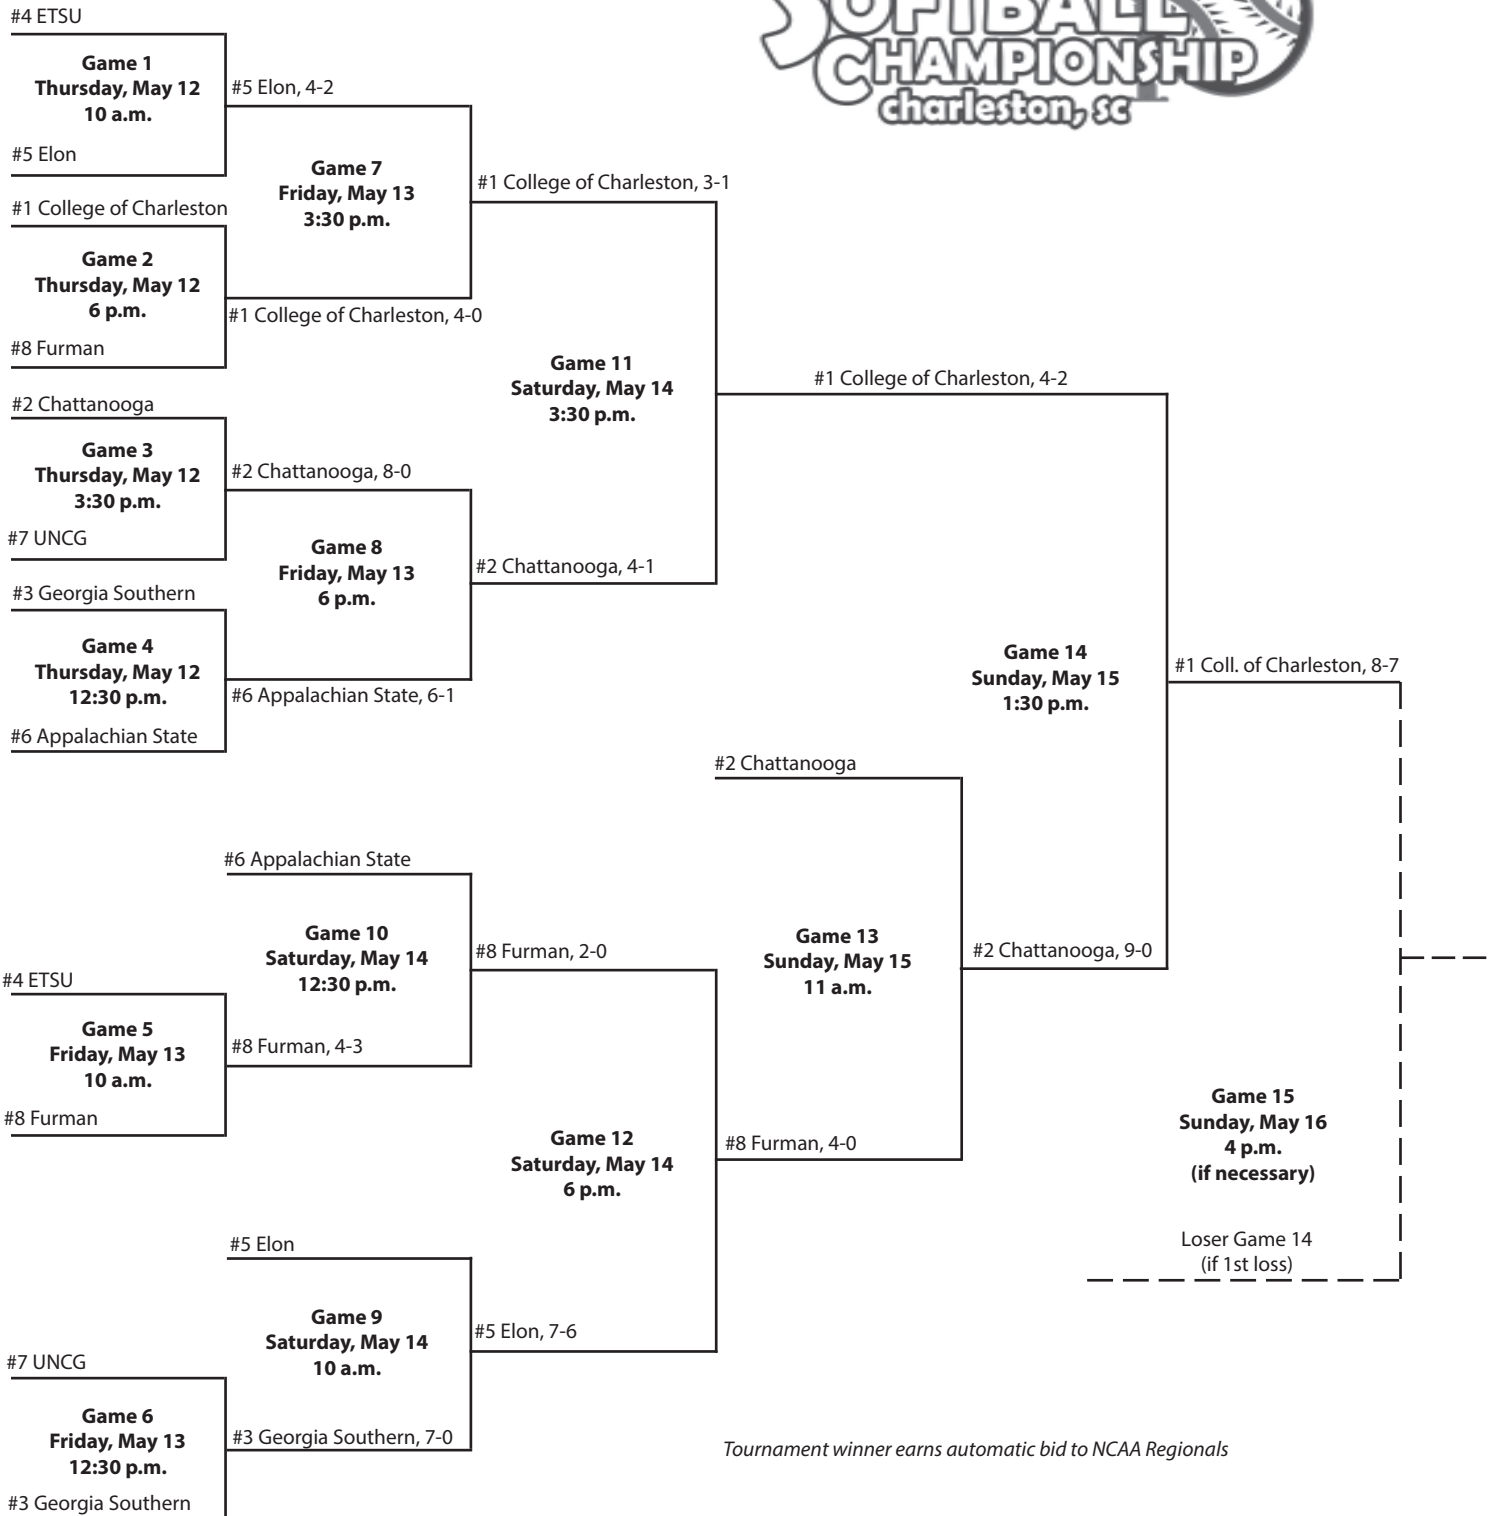 SOFTBALL
CHAMPIONSHIP
charleston, sc
#4 ETSU
Game 1
Thursday, May 12
10 a.m.
#5 Elon
#5 Elon, 4-2
#1 College of Charleston
Game 2
Thursday, May 12
6 p.m.
#8 Furman
#1 College of Charleston, 4-0
Game 7
Friday, May 13
3:30 p.m.
#1 College of Charleston, 3-1
#2 Chattanooga
Game 3
Thursday, May 12
3:30 p.m.
#7 UNCG
#2 Chattanooga, 8-0
#3 Georgia Southern
Game 4
Thursday, May 12
12:30 p.m.
#6 Appalachian State
#6 Appalachian State, 6-1
Game 8
Friday, May 13
6 p.m.
#2 Chattanooga, 4-1
Game 11
Saturday, May 14
3:30 p.m.
#1 College of Charleston, 4-2
Game 14
Sunday, May 15
1:30 p.m.
#1 Coll. of Charleston, 8-7
#2 Chattanooga
#6 Appalachian State
Game 10
Saturday, May 14
12:30 p.m.
#8 Furman, 2-0
#4 ETSU
Game 5
Friday, May 13
10 a.m.
#8 Furman
#8 Furman, 4-3
Game 13
Sunday, May 15
11 a.m.
#2 Chattanooga, 9-0
Game 12
Saturday, May 14
6 p.m.
#8 Furman, 4-0
Game 15
Sunday, May 16
4 p.m.
(if necessary)
Loser Game 14
(if 1st loss)
#5 Elon
Game 9
Saturday, May 14
10 a.m.
#5 Elon, 7-6
#7 UNCG
Game 6
Friday, May 13
12:30 p.m.
#3 Georgia Southern
#3 Georgia Southern, 7-0
Tournament winner earns automatic bid to NCAA Regionals